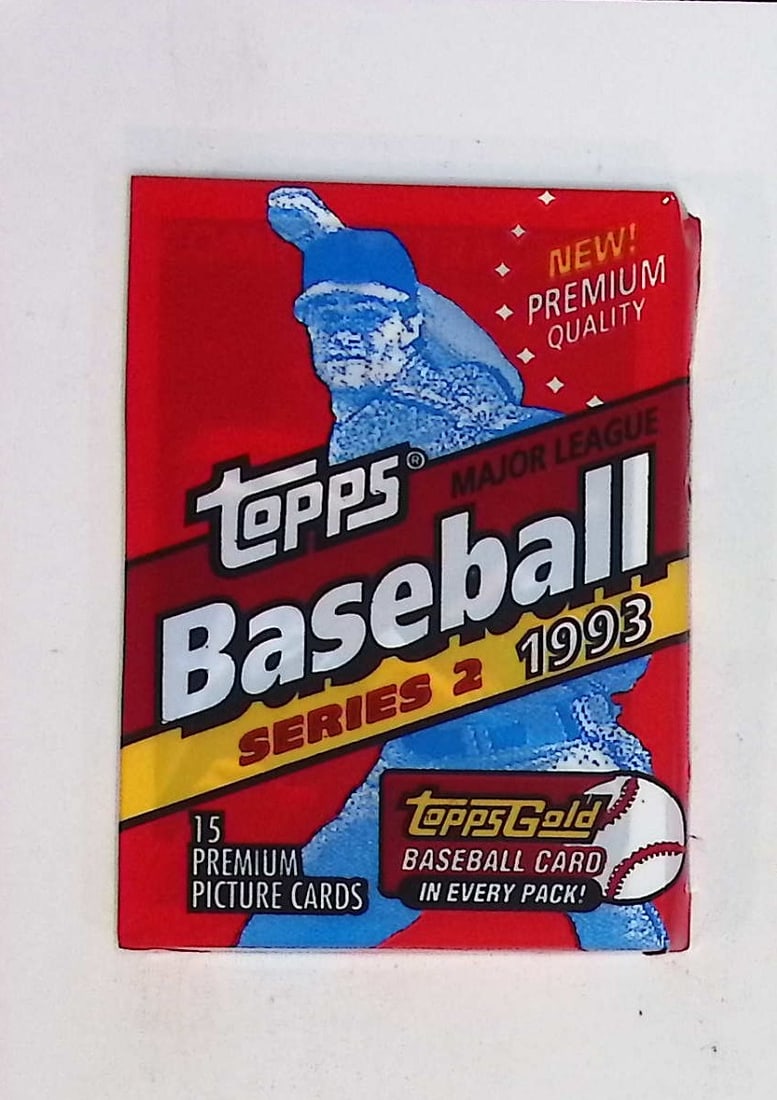 NEW!
PREMIUM
QUALITY
TOPPS®
MAJOR LEAGUE
Baseball
SERIES 2 1993
15
PREMIUM
PICTURE CARDS
ToppsGold
BASEBALL CARD
IN EVERY PACK!